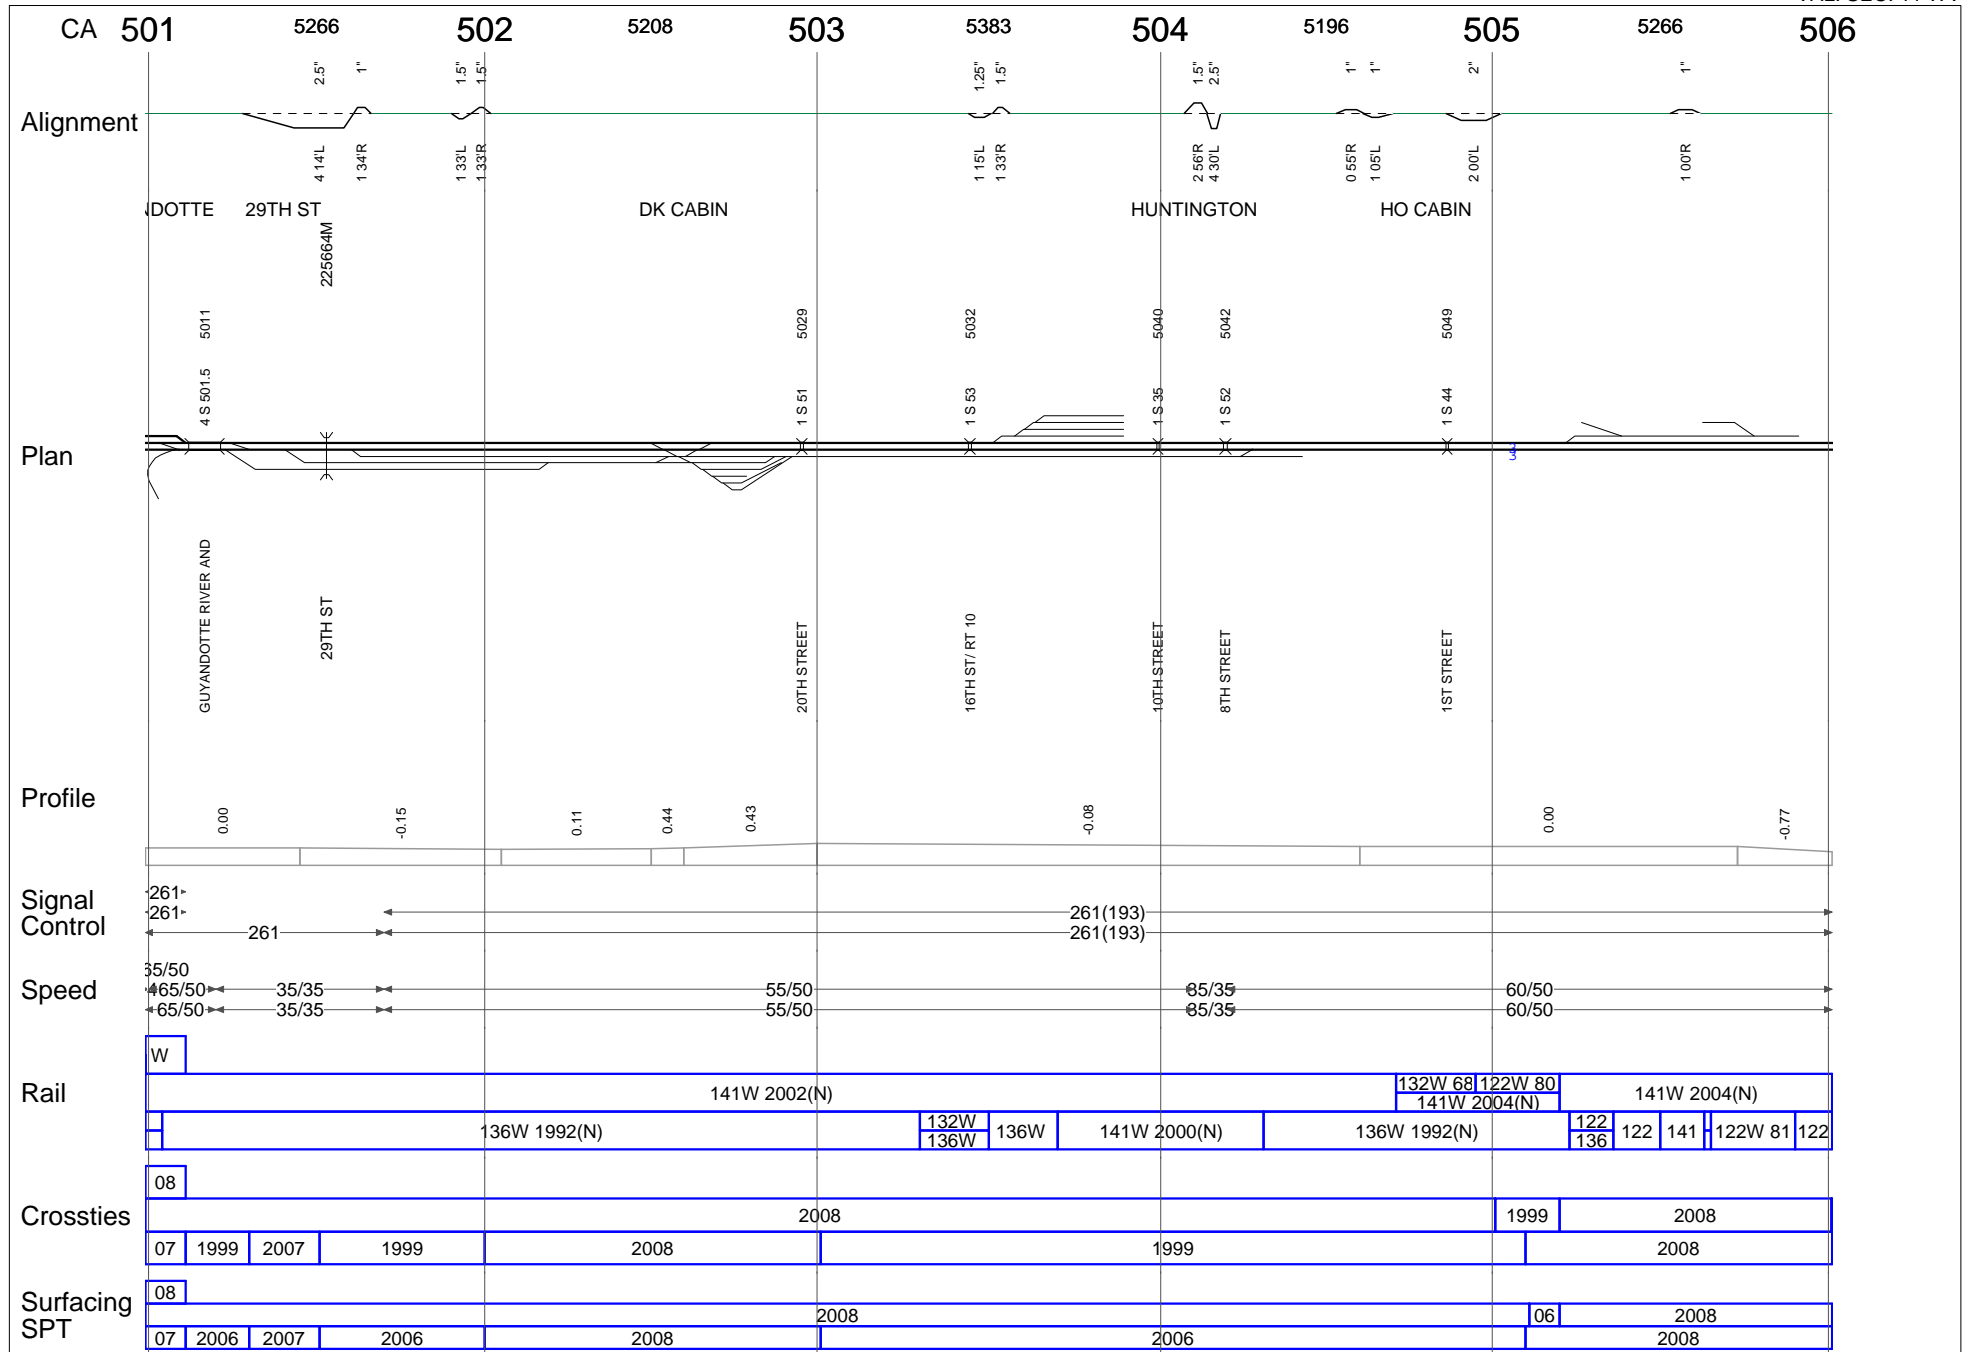 CA 501 5266 502 5208 503 5383 504 5196 505 5266 506
2.5" 1" 1.5" 1.5" 1.25" 1.5" 1.5" 2.5" 1" 1" 2" 1"
Alignment
4 14'L 1 34'R 1 33'L 1 33'R 1 15'L 1 33'R 2 56'R 4 30'L 0 55'R 1 05'L 2 00'L 1 00'R
DOTTE 29TH ST DK CABIN HUNTINGTON HO CABIN
225664M
5011 5029 5032 5040 5042 5049
4 S 501.5 1 S 51 1 S 53 1 S 35 1 S 52 1 S 44
Plan
3
GUYANDOTTE RIVER AND 29TH ST 20TH STREET 16TH ST/ RT 10 10TH STREET 8TH STREET 1ST STREET
Profile
0.00 -0.15 0.11 0.44 0.43 -0.08 0.00 -0.77
Signal
Control
261
261 261(193)
261 261(193)
Speed
65/50
65/50 35/35 55/50 35/35 60/50
65/50 35/35 55/50 35/35 60/50
Rail
W
141W 2002(N) 132W 68 122W 80 141W 2004(N)
141W 2004(N)
136W 1992(N) 132W 136W 141W 2000(N) 136W 1992(N) 122 122 141 122W 81 122
136W 136
Crossties
08
2008 1999 2008
07 1999 2007 1999 2008 1999 2008
Surfacing
SPT
08
2008 06 2008
07 2006 2007 2006 2008 2006 2008